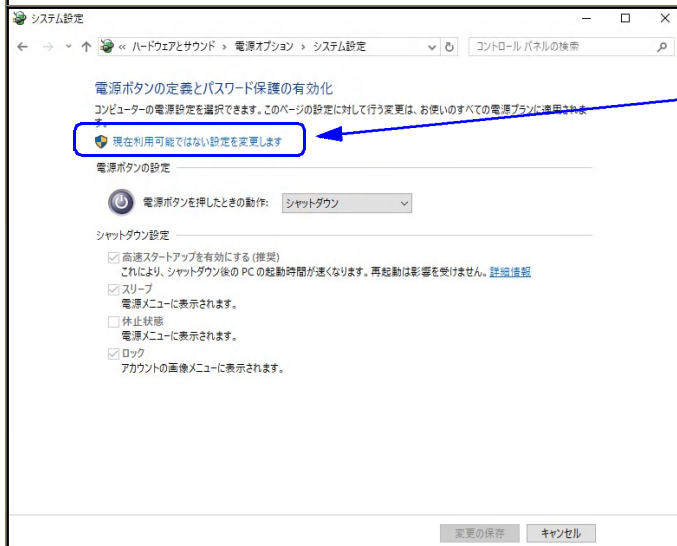 システム設定
« ハードウェアとサウンド › 電源オプション › システム設定
コントロール パネルの検索
電源ボタンの定義とパスワード保護の有効化
コンピューターの電源設定を選択できます。このページの設定に対して行う変更は、お使いのすべての電源プランに適用されま
す。
現在利用可能ではない設定を変更します
電源ボタンの設定
電源ボタンを押したときの動作: シャットダウン
シャットダウン設定
高速スタートアップを有効にする (推奨)
これにより、シャットダウン後の PC の起動時間が速くなります。再起動は影響を受けません。詳細情報
スリープ
電源メニューに表示されます。
休止状態
電源メニューに表示されます。
ロック
アカウントの画像メニューに表示されます。
変更の保存 キャンセル